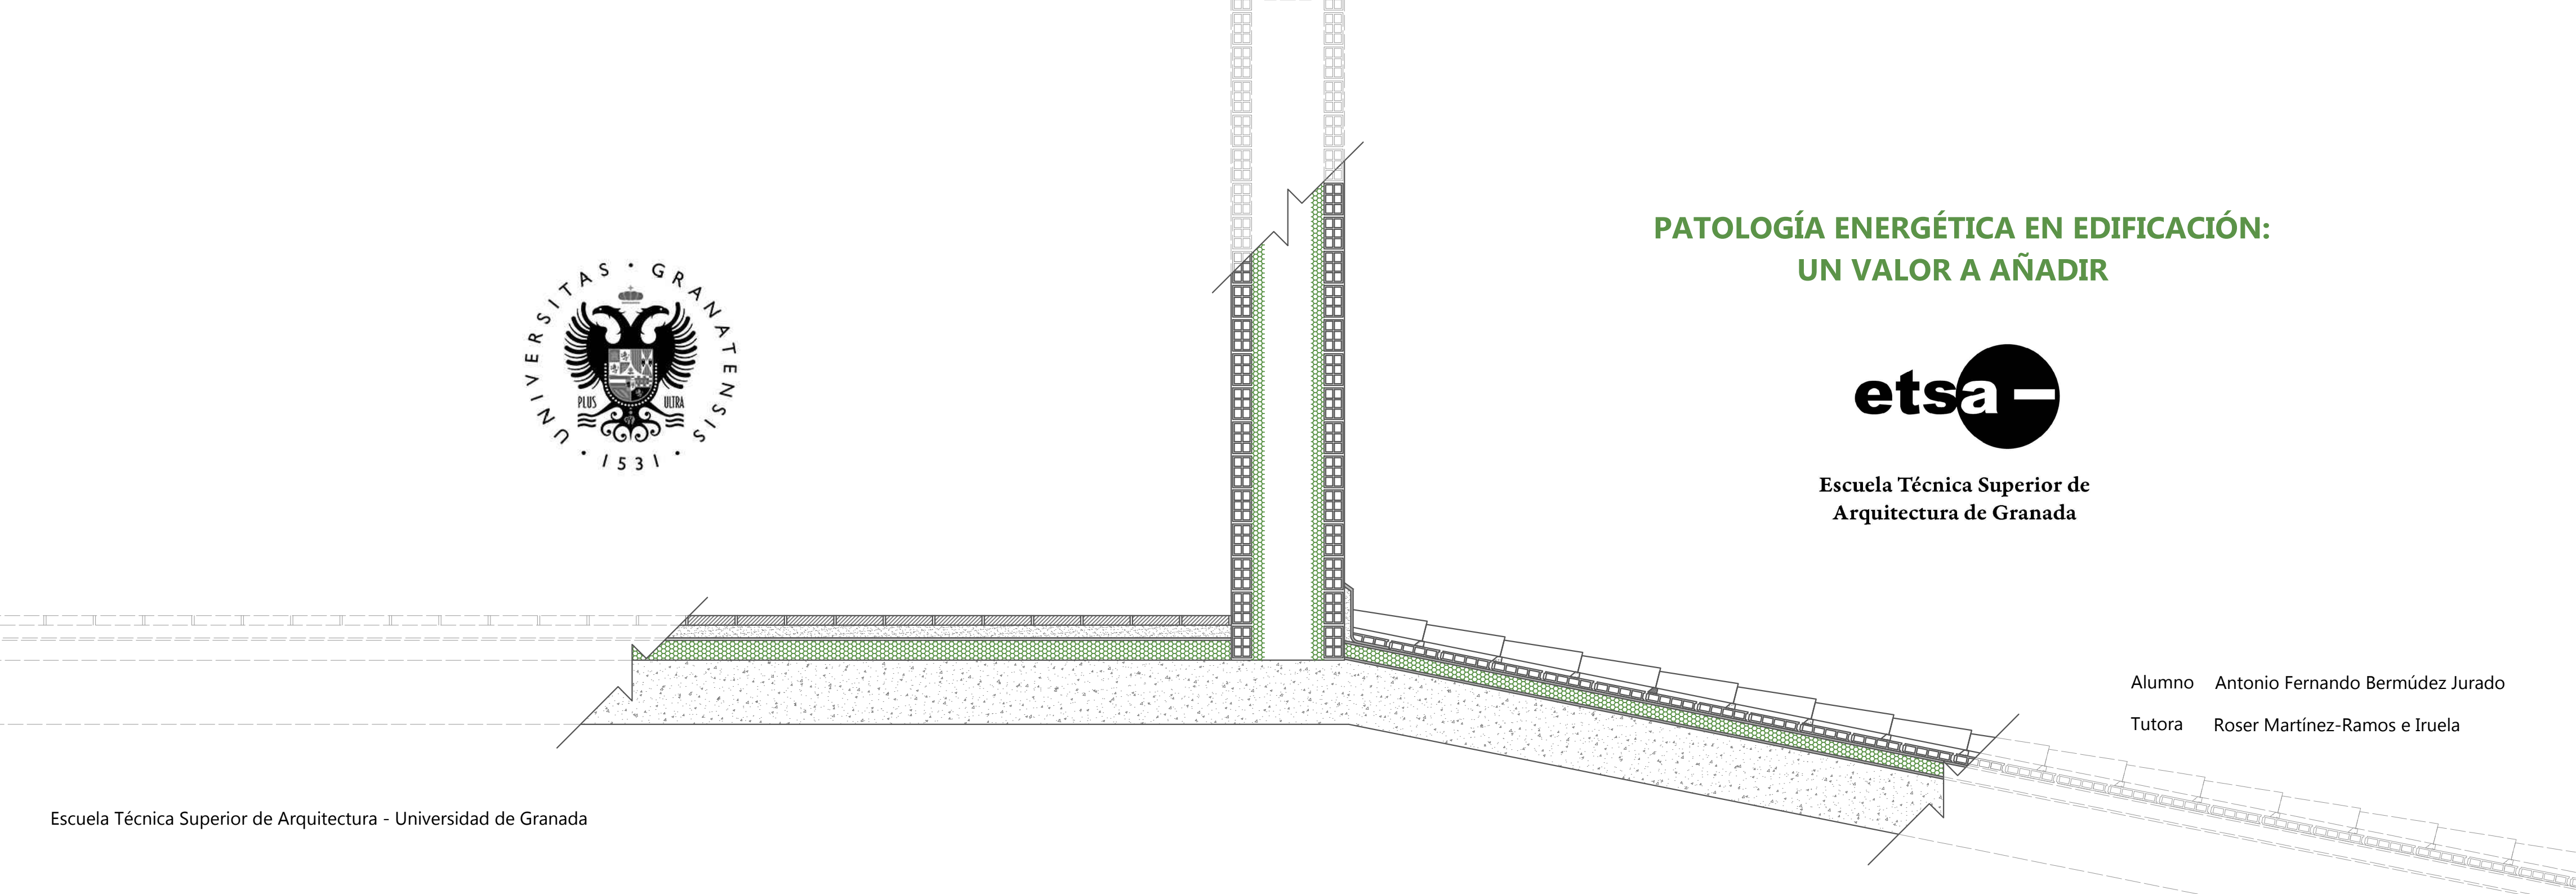 UNIVERSITAS · GRANATENSIS
· 1531 ·
PLUS ULTRA
Escuela Técnica Superior de Arquitectura - Universidad de Granada
PATOLOGÍA ENERGÉTICA EN EDIFICACIÓN:
UN VALOR A AÑADIR
etsa
Escuela Técnica Superior de
Arquitectura de Granada
Alumno Antonio Fernando Bermúdez Jurado
Tutora Roser Martínez-Ramos e Iruela